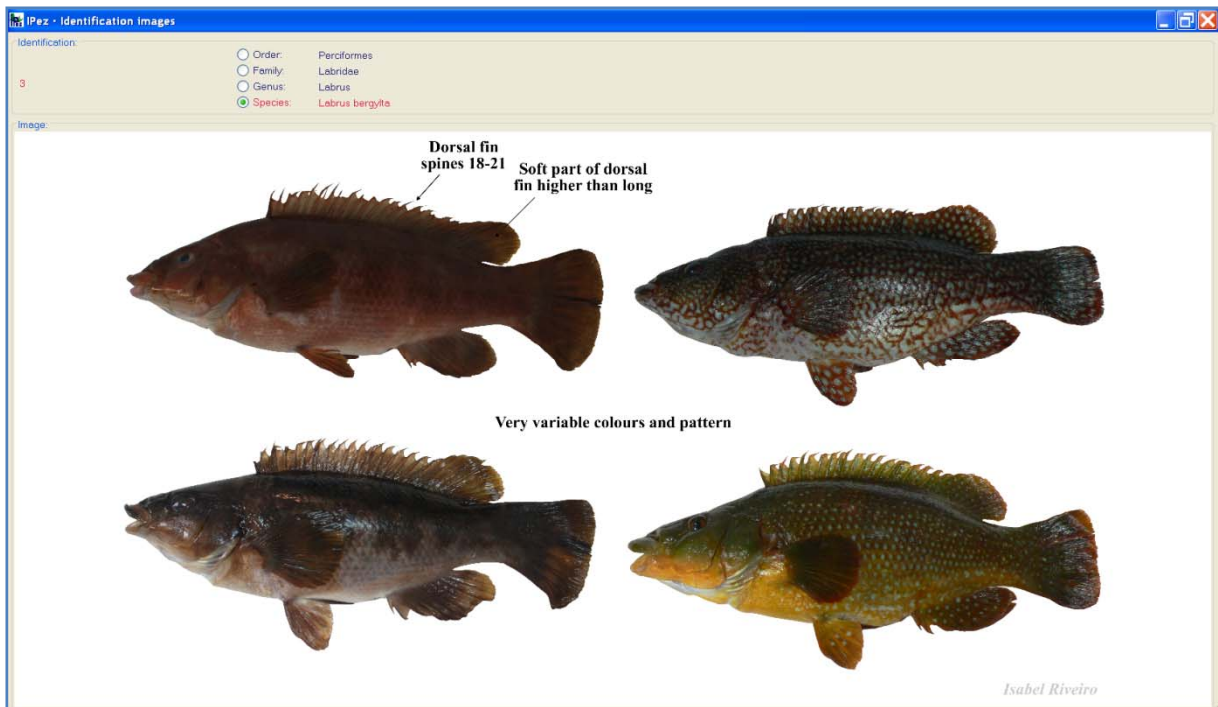 IPez - Identification images
Identification:
3
Order: Perciformes
Family: Labridae
Genus: Labrus
Species: Labrus bergylta
Image:
Dorsal fin
spines 18-21
Soft part of dorsal
fin higher than long
Very variable colours and pattern
Isabel Riveiro